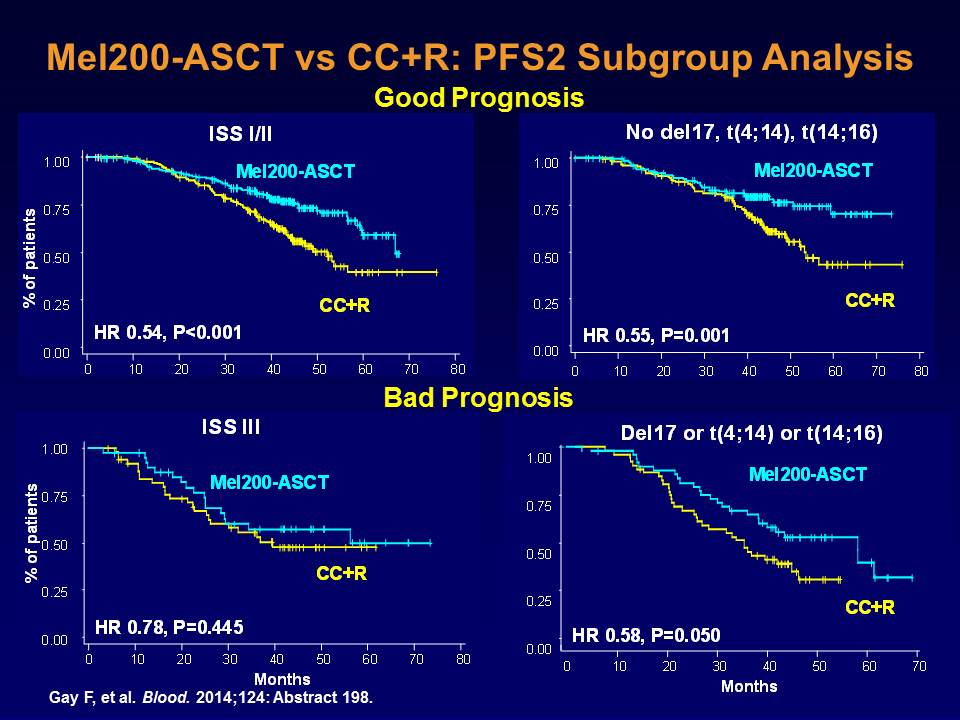 Mel200-ASCT vs CC+R: PFS2 Subgroup Analysis
Good Prognosis
ISS I/II
1.00
0.75
0.50
0.25
0.00
% of patients
Mel200-ASCT
CC+R
HR 0.54, P<0.001
0 10 20 30 40 50 60 70 80
No del17, t(4;14), t(14;16)
1.00
0.75
0.50
0.25
0.00
Mel200-ASCT
CC+R
HR 0.55, P=0.001
0 10 20 30 40 50 60 70 80
Bad Prognosis
ISS III
1.00
0.75
0.50
0.25
0.00
% of patients
Mel200-ASCT
CC+R
HR 0.78, P=0.445
0 10 20 30 40 50 60 70 80
Months
Del17 or t(4;14) or t(14;16)
1.00
0.75
0.50
0.25
0.00
Mel200-ASCT
CC+R
HR 0.58, P=0.050
0 10 20 30 40 50 60 70
Months
Gay F, et al. Blood. 2014;124: Abstract 198.